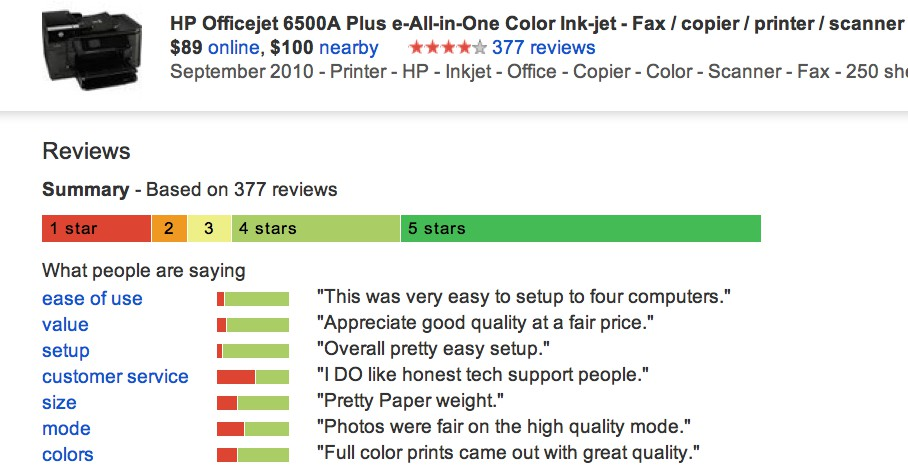 HP Officejet 6500A Plus e-All-in-One Color Ink-jet - Fax / copier / printer / scanner
$89 online, $100 nearby 377 reviews
September 2010 - Printer - HP - Inkjet - Office - Copier - Color - Scanner - Fax - 250 she
Reviews
Summary - Based on 377 reviews
1 star 2 3 4 stars 5 stars
What people are saying
ease of use "This was very easy to setup to four computers."
value "Appreciate good quality at a fair price."
setup "Overall pretty easy setup."
customer service "I DO like honest tech support people."
size "Pretty Paper weight."
mode "Photos were fair on the high quality mode."
colors "Full color prints came out with great quality."